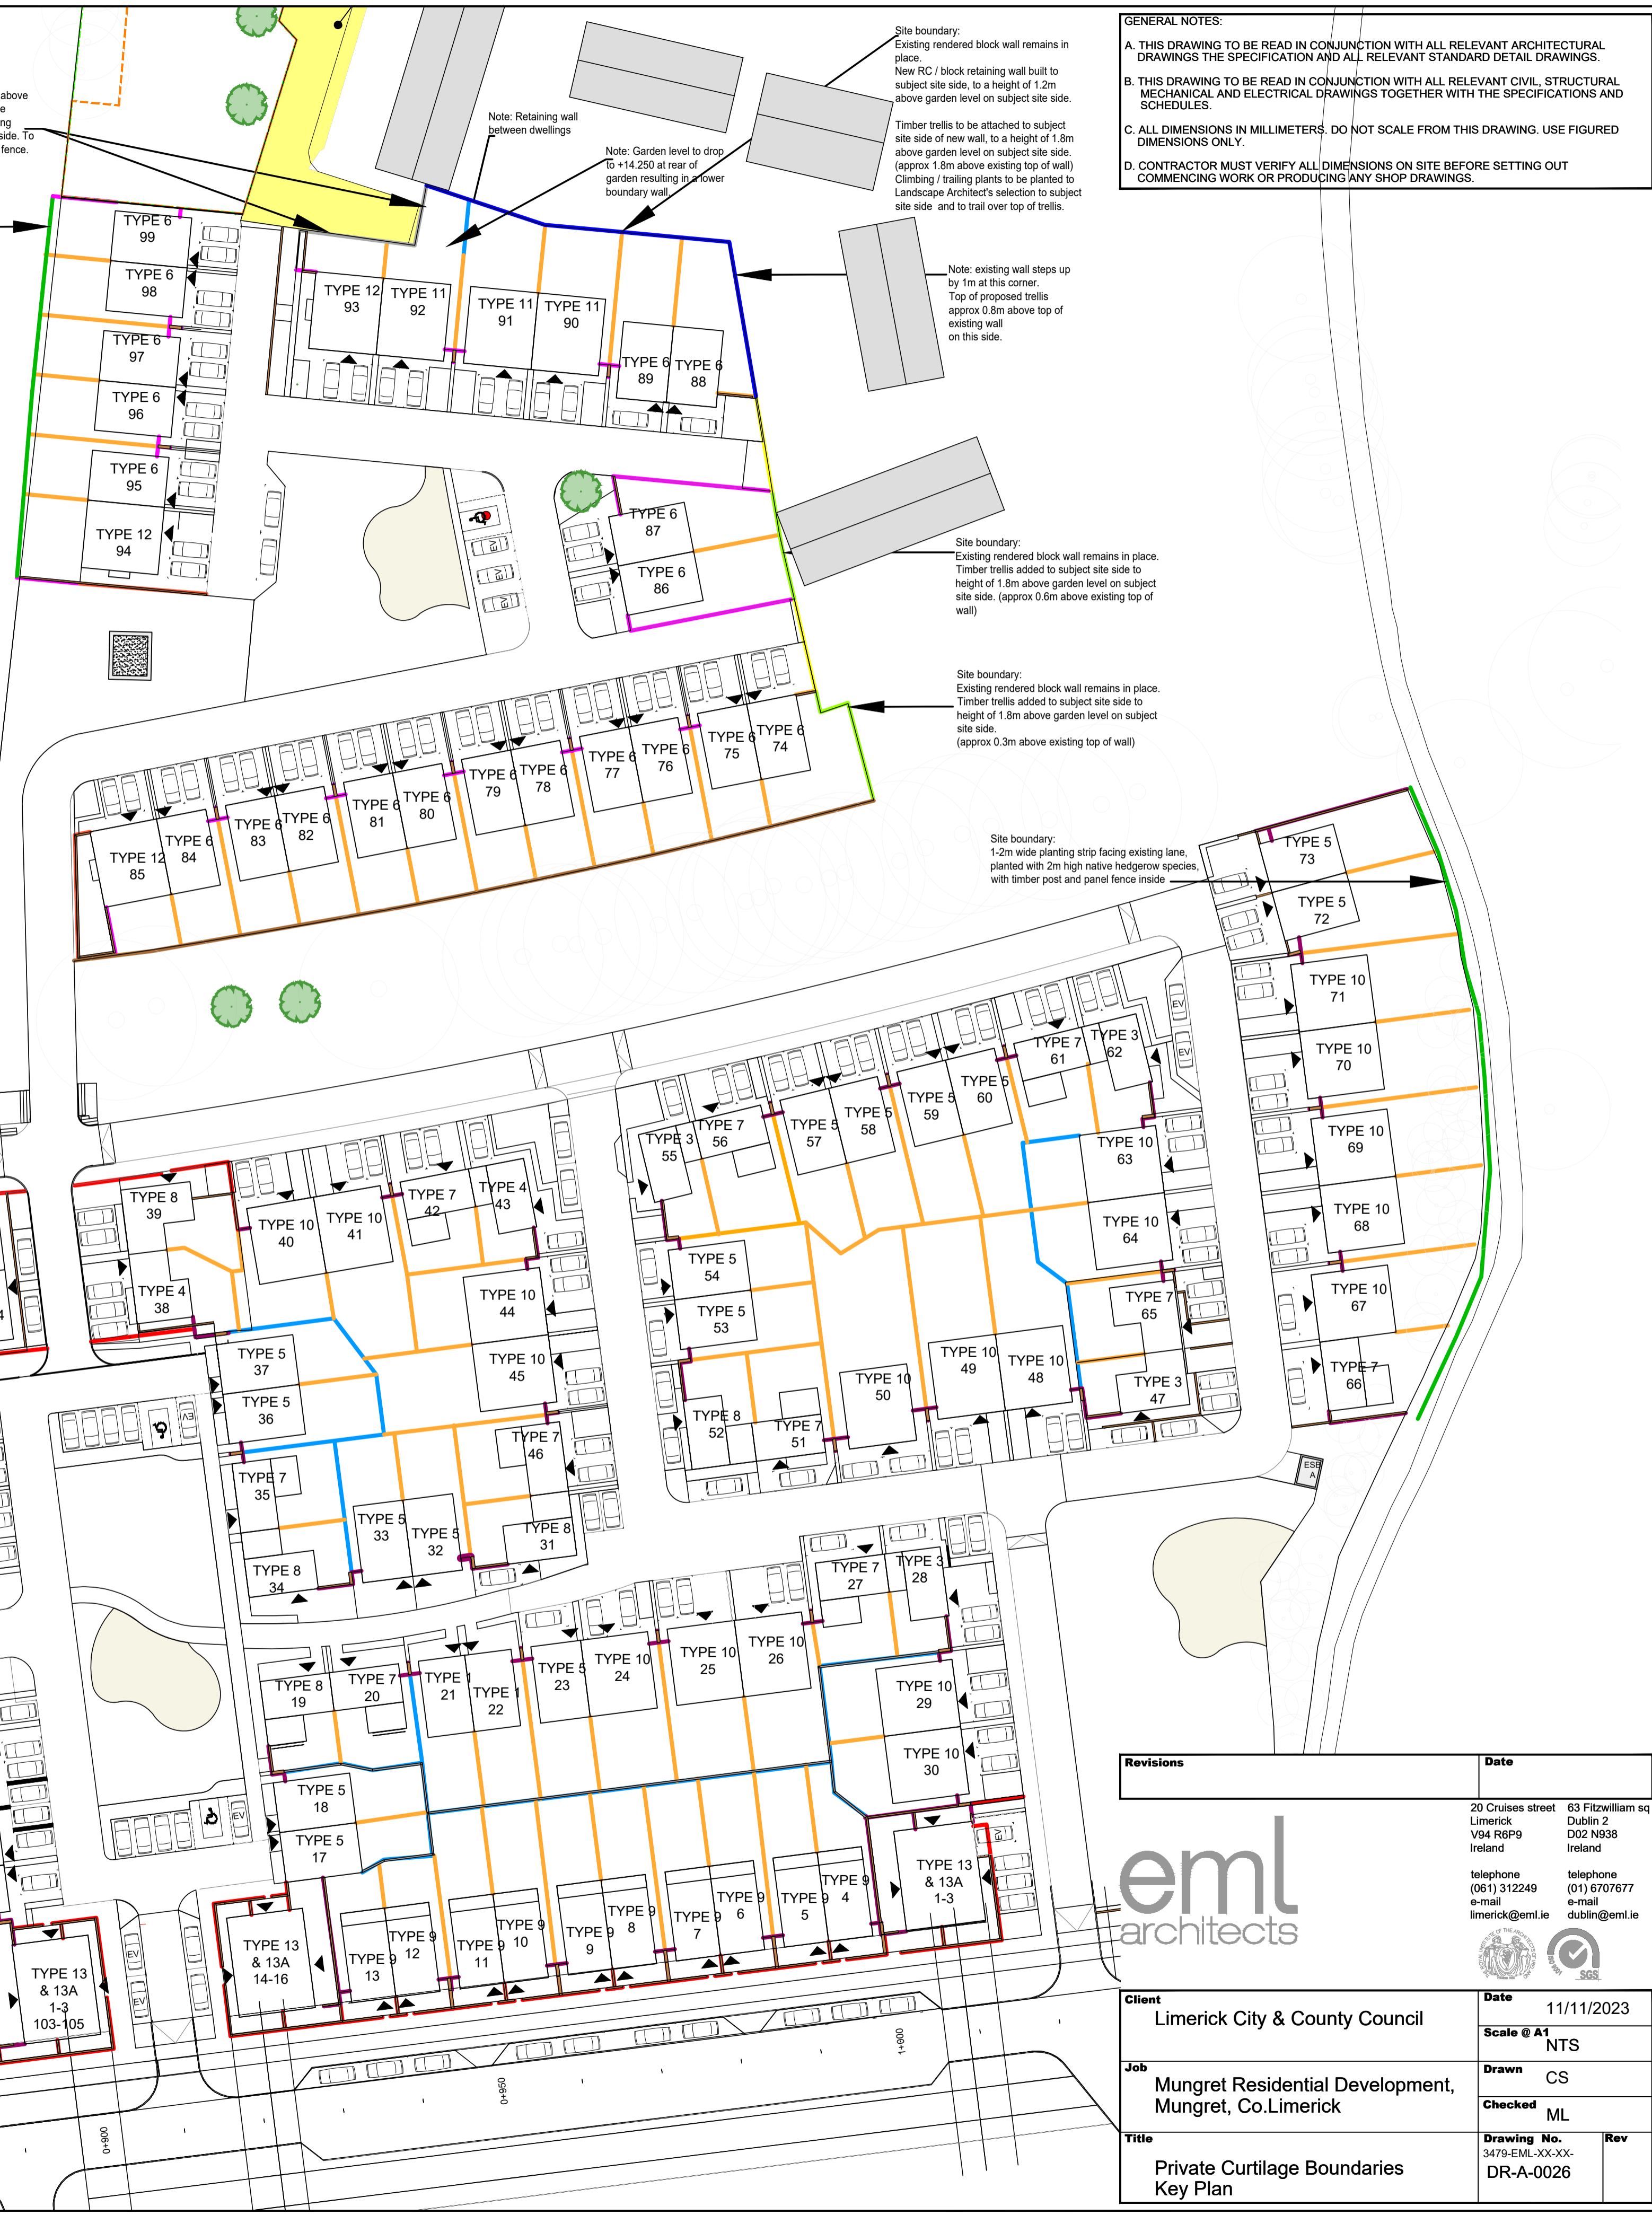 GENERAL NOTES:
A. THIS DRAWING TO BE READ IN CONJUNCTION WITH ALL RELEVANT ARCHITECTURAL
DRAWINGS THE SPECIFICATION AND ALL RELEVANT STANDARD DETAIL DRAWINGS.
B. THIS DRAWING TO BE READ IN CONJUNCTION WITH ALL RELEVANT CIVIL, STRUCTURAL
MECHANICAL AND ELECTRICAL DRAWINGS TOGETHER WITH THE SPECIFICATIONS AND
SCHEDULES.
C. ALL DIMENSIONS IN MILLIMETERS. DO NOT SCALE FROM THIS DRAWING. USE FIGURED
DIMENSIONS ONLY.
D. CONTRACTOR MUST VERIFY ALL DIMENSIONS ON SITE BEFORE SETTING OUT
COMMENCING WORK OR PRODUCING ANY SHOP DRAWINGS.
Site boundary:
Existing rendered block wall remains in
place.
New RC / block retaining wall built to
subject site side, to a height of 1.2m
above garden level on subject site side.
Timber trellis to be attached to subject
site side of new wall, to a height of 1.8m
above garden level on subject site side.
(approx 1.8m above existing top of wall)
Climbing / trailing plants to be planted to
Landscape Architect's selection to subject
site side and to trail over top of trellis.
above
e
ng
side. To
fence.
Note: Retaining wall
between dwellings
Note: Garden level to drop
to +14.250 at rear of
garden resulting in a lower
boundary wall.
Note: existing wall steps up
by 1m at this corner.
Top of proposed trellis
approx 0.8m above top of
existing wall
on this side.
TYPE 6
99
TYPE 6
98
TYPE 6
97
TYPE 6
96
TYPE 6
95
TYPE 12
94
TYPE 12
93
TYPE 11
92
TYPE 11
91
TYPE 11
90
TYPE 6
89
TYPE 6
88
TYPE 6
87
TYPE 6
86
EV
EV
EV
Site boundary:
Existing rendered block wall remains in place.
Timber trellis added to subject site side to
height of 1.8m above garden level on subject
site side. (approx 0.6m above existing top of
wall)
Site boundary:
Existing rendered block wall remains in place.
Timber trellis added to subject site side to
height of 1.8m above garden level on subject
site side.
(approx 0.3m above existing top of wall)
TYPE 12
85
TYPE 6
84
TYPE 6
83
TYPE 6
82
TYPE 6
81
TYPE 6
80
TYPE 6
79
TYPE 6
78
TYPE 6
77
TYPE 6
76
TYPE 6
75
TYPE 6
74
Site boundary:
1-2m wide planting strip facing existing lane,
planted with 2m high native hedgerow species,
with timber post and panel fence inside
TYPE 5
73
TYPE 5
72
TYPE 10
71
TYPE 10
70
TYPE 10
69
TYPE 10
68
TYPE 10
67
TYPE 7
66
EV
EV
TYPE 3
62
TYPE 7
61
TYPE 5
60
TYPE 5
59
TYPE 5
58
TYPE 5
57
TYPE 7
56
TYPE 3
55
TYPE 10
63
TYPE 10
64
TYPE 7
65
TYPE 5
54
TYPE 5
53
TYPE 8
52
TYPE 7
51
TYPE 10
50
TYPE 10
49
TYPE 10
48
TYPE 3
47
ESB
A
TYPE 8
39
TYPE 4
38
TYPE 10
40
TYPE 10
41
TYPE 7
42
TYPE 4
43
TYPE 10
44
TYPE 10
45
TYPE 7
46
4
TYPE 5
37
TYPE 5
36
EV
TYPE 7
35
TYPE 8
34
TYPE 5
33
TYPE 5
32
TYPE 8
31
TYPE 7
27
TYPE 3
28
TYPE 8
19
TYPE 7
20
TYPE 1
21
TYPE 1
22
TYPE 5
23
TYPE 10
24
TYPE 10
25
TYPE 10
26
TYPE 10
29
TYPE 10
30
EV
TYPE 5
18
TYPE 5
17
TYPE 13
& 13A
1-3
EV
TYPE 9
4
TYPE 9
5
TYPE 9
6
TYPE 9
7
TYPE 9
8
TYPE 9
9
TYPE 9
10
TYPE 9
11
TYPE 9
12
TYPE 9
13
TYPE 13
& 13A
14-16
EV
EV
TYPE 13
& 13A
1-3
103-105
0+900
0+950
1+000
Revisions
Date
eml
architects
20 Cruises street
Limerick
V94 R6P9
Ireland
telephone
(061) 312249
e-mail
limerick@eml.ie
63 Fitzwilliam sq
Dublin 2
D02 N938
Ireland
telephone
(01) 6707677
e-mail
dublin@eml.ie
SGS
Client
Limerick City & County Council
Date
11/11/2023
Scale @ A1
NTS
Job
Mungret Residential Development,
Mungret, Co.Limerick
Drawn
CS
Checked
ML
Title
Private Curtilage Boundaries
Key Plan
Drawing No.
3479-EML-XX-XX-
DR-A-0026
Rev